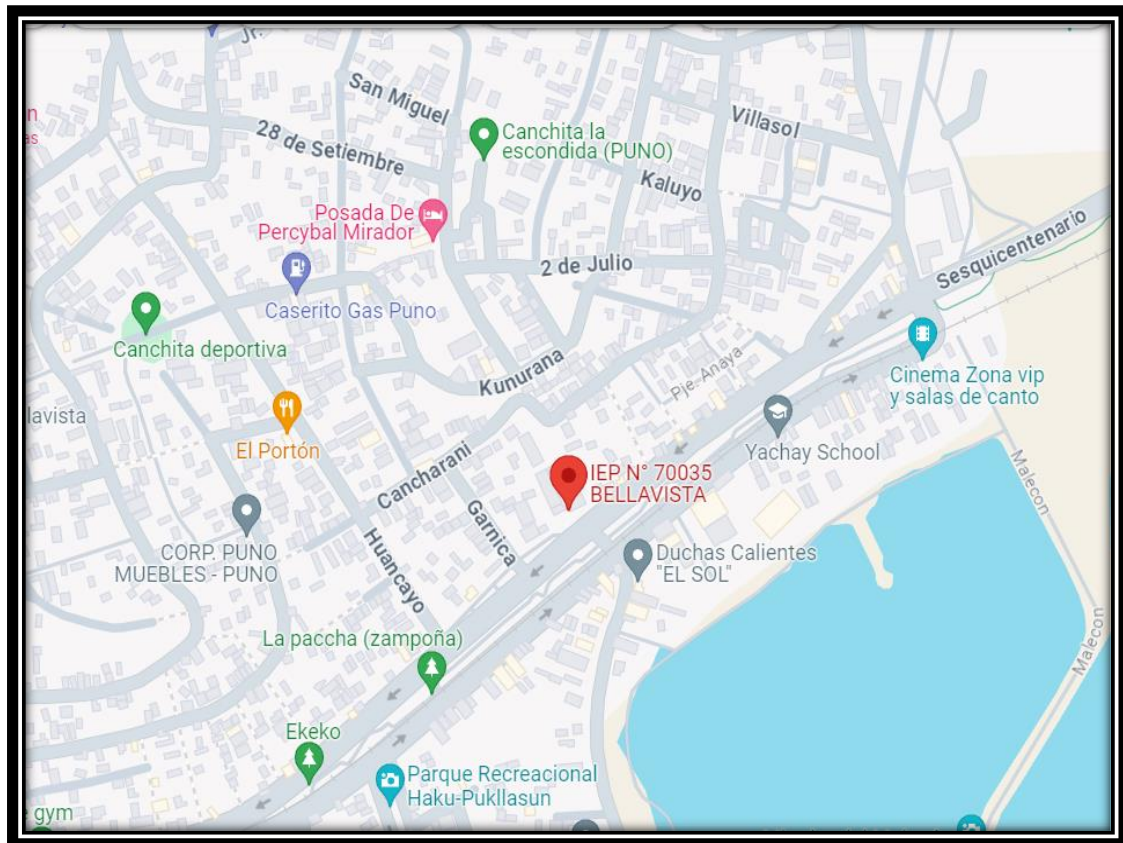 Jr.
San Miguel
28 de Setiembre
Canchita la
escondida (PUNO)
Villasol
Kaluyo
n
as
Posada De
Percybal Mirador
Sesquicentenario
2 de Julio
Caserito Gas Puno
Canchita deportiva
Kunurana
Pje. Anaya
Cinema Zona vip
y salas de canto
lavista
El Portón
Yachay School
Cancharani
IEP N° 70035
BELLAVISTA
Malecon
Garnica
CORP. PUNO
MUEBLES - PUNO
Huancayo
Duchas Calientes
"EL SOL"
La paccha (zampoña)
Malecon
Ekeko
Parque Recreacional
Haku-Pukllasun
gym